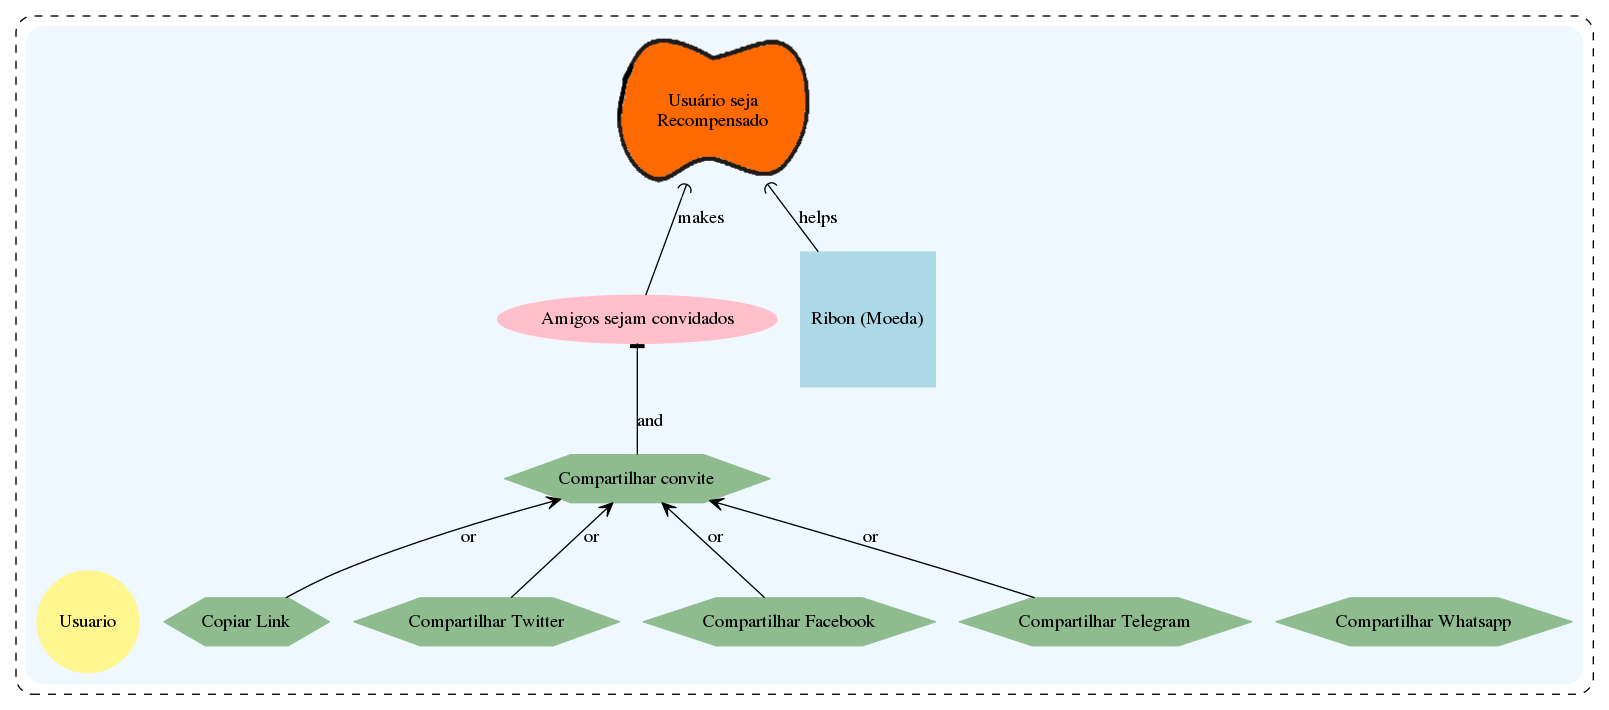 Usuário seja
Recompensado
makes
helps
Amigos sejam convidados
Ribon (Moeda)
and
Compartilhar convite
or
or
or
or
Usuario
Copiar Link
Compartilhar Twitter
Compartilhar Facebook
Compartilhar Telegram
Compartilhar Whatsapp